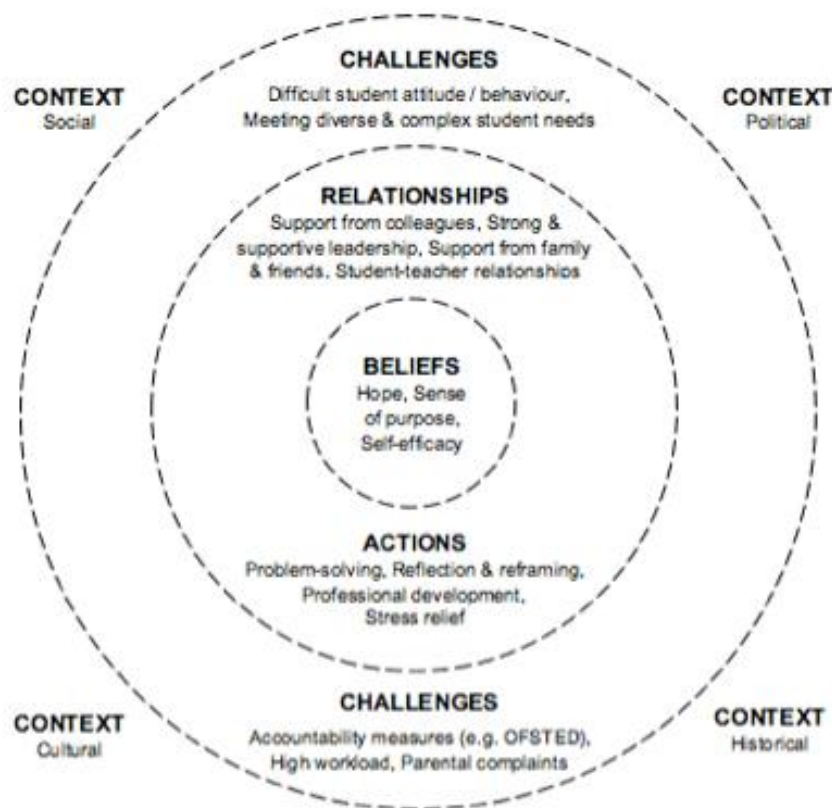 CHALLENGES
Difficult student attitude / behaviour,
Meeting diverse & complex student needs
CONTEXT
Social
CONTEXT
Political
RELATIONSHIPS
Support from colleagues, Strong &
supportive leadership, Support from family
& friends, Student-teacher relationships
BELIEFS
Hope, Sense
of purpose,
Self-efficacy
ACTIONS
Problem-solving, Reflection & reframing,
Professional development,
Stress relief
CHALLENGES
Accountability measures (e.g. OFSTED),
High workload, Parental complaints
CONTEXT
Cultural
CONTEXT
Historical